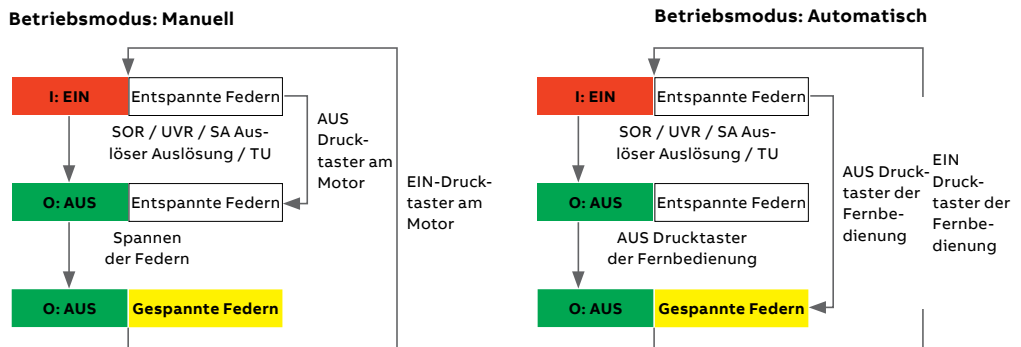 Betriebsmodus: Manuell
I: EIN
Entspannte Federn
SOR / UVR / SA Aus-
löser Auslösung / TU
AUS
Druck-
taster am
Motor
EIN-Druck-
taster am
Motor
O: AUS
Entspannte Federn
Spannen
der Federn
O: AUS
Gespannte Federn
Betriebsmodus: Automatisch
I: EIN
Entspannte Federn
SOR / UVR / SA Aus-
löser Auslösung / TU
AUS Druck-
taster der
Fernbe-
dienung
EIN
Druck-
taster der
Fernbe-
dienung
O: AUS
Entspannte Federn
AUS Drucktaster
der Fernbedienung
O: AUS
Gespannte Federn